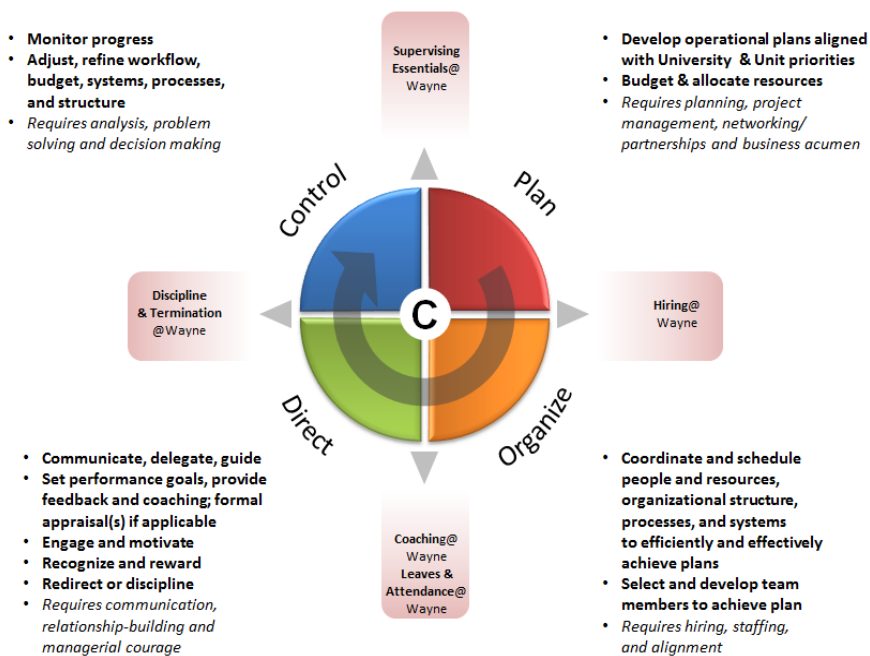 • Monitor progress
• Adjust, refine workflow,
budget, systems, processes,
and structure
• Requires analysis, problem
solving and decision making
Supervising
Essentials@
Wayne
• Develop operational plans aligned
with University & Unit priorities
• Budget & allocate resources
• Requires planning, project
management, networking/
partnerships and business acumen
Control
Plan
Discipline
& Termination
@Wayne
C
Hiring@
Wayne
Direct
Organize
• Communicate, delegate, guide
• Set performance goals, provide
feedback and coaching; formal
appraisal(s) if applicable
• Engage and motivate
• Recognize and reward
• Redirect or discipline
• Requires communication,
relationship-building and
managerial courage
Coaching@
Wayne
Leaves &
Attendance@
Wayne
• Coordinate and schedule
people and resources,
organizational structure,
processes, and systems
to efficiently and effectively
achieve plans
• Select and develop team
members to achieve plan
• Requires hiring, staffing,
and alignment